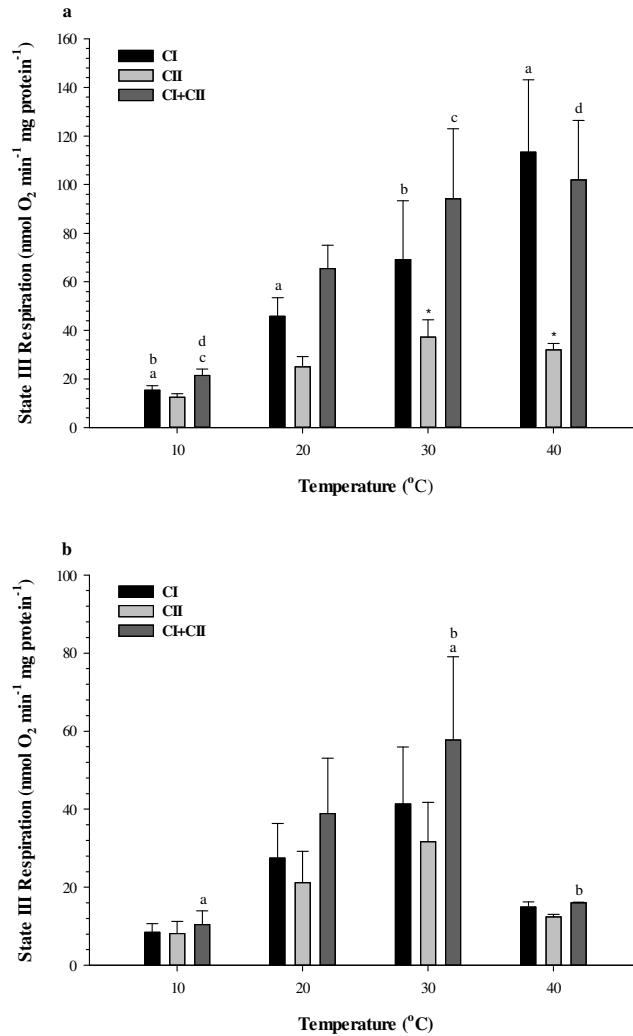 a
State III Respiration (nmol O₂ min⁻¹ mg protein⁻¹)
160
140
120
100
80
60
40
20
0
CI
CII
CI+CII
b
a
d
c
a
b
*
c
a
*
d
10
20
30
40
Temperature (°C)
b
State III Respiration (nmol O₂ min⁻¹ mg protein⁻¹)
100
80
60
40
20
0
CI
CII
CI+CII
a
b
a
b
10
20
30
40
Temperature (°C)